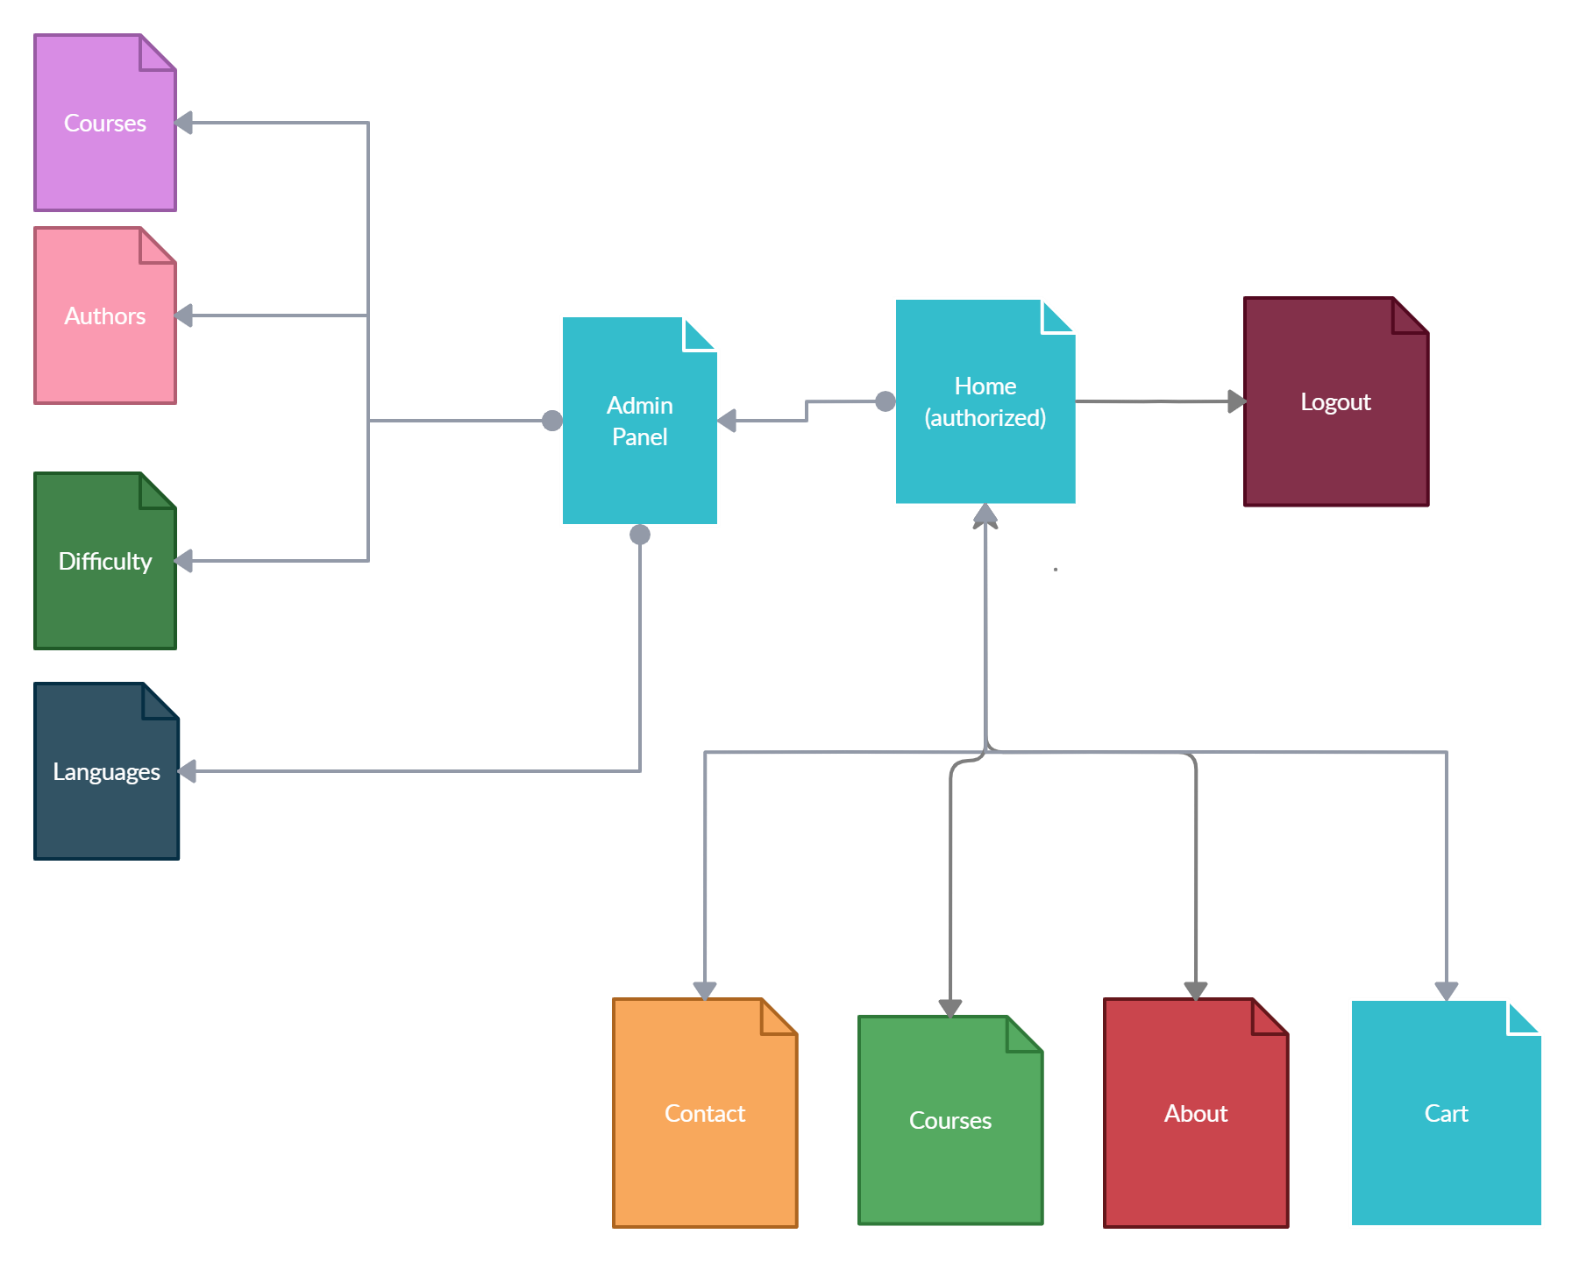 Courses
Authors
Difficulty
Languages
Admin
Panel
Home
(authorized)
Logout
Contact
Courses
About
Cart